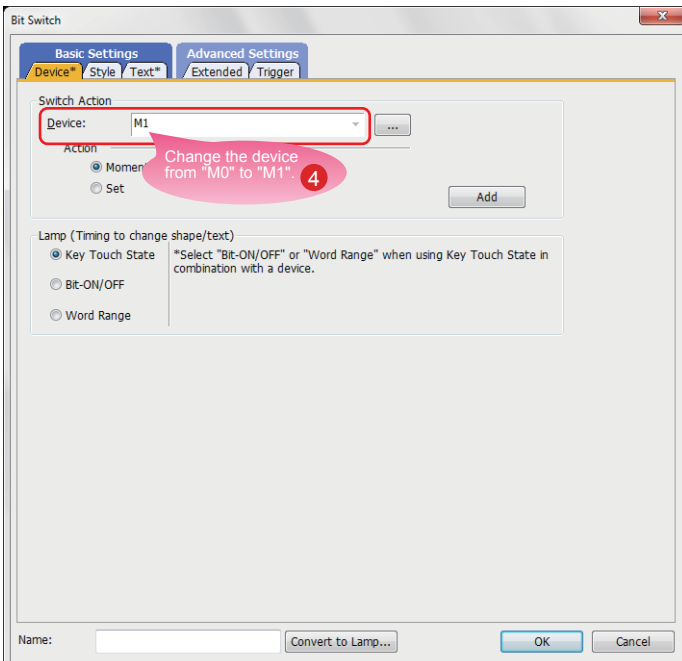 Bit Switch
Basic Settings
Advanced Settings
Device*
Style
Text*
Extended
Trigger
Switch Action
Device:
M1
...
Action
Change the device
from "M0" to "M1".
4
Set
Add
Lamp (Timing to change shape/text)
Key Touch State
*Select "Bit-ON/OFF" or "Word Range" when using Key Touch State in
combination with a device.
Bit-ON/OFF
Word Range
Name:
Convert to Lamp...
OK
Cancel